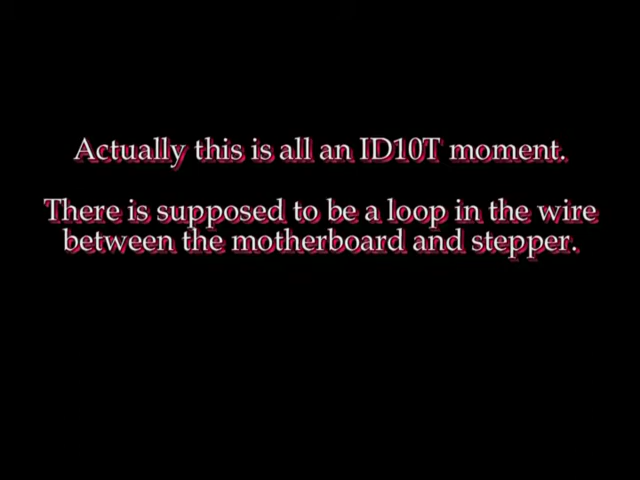 Actually this is all an ID10T moment.
There is supposed to be a loop in the wire
between the motherboard and stepper.